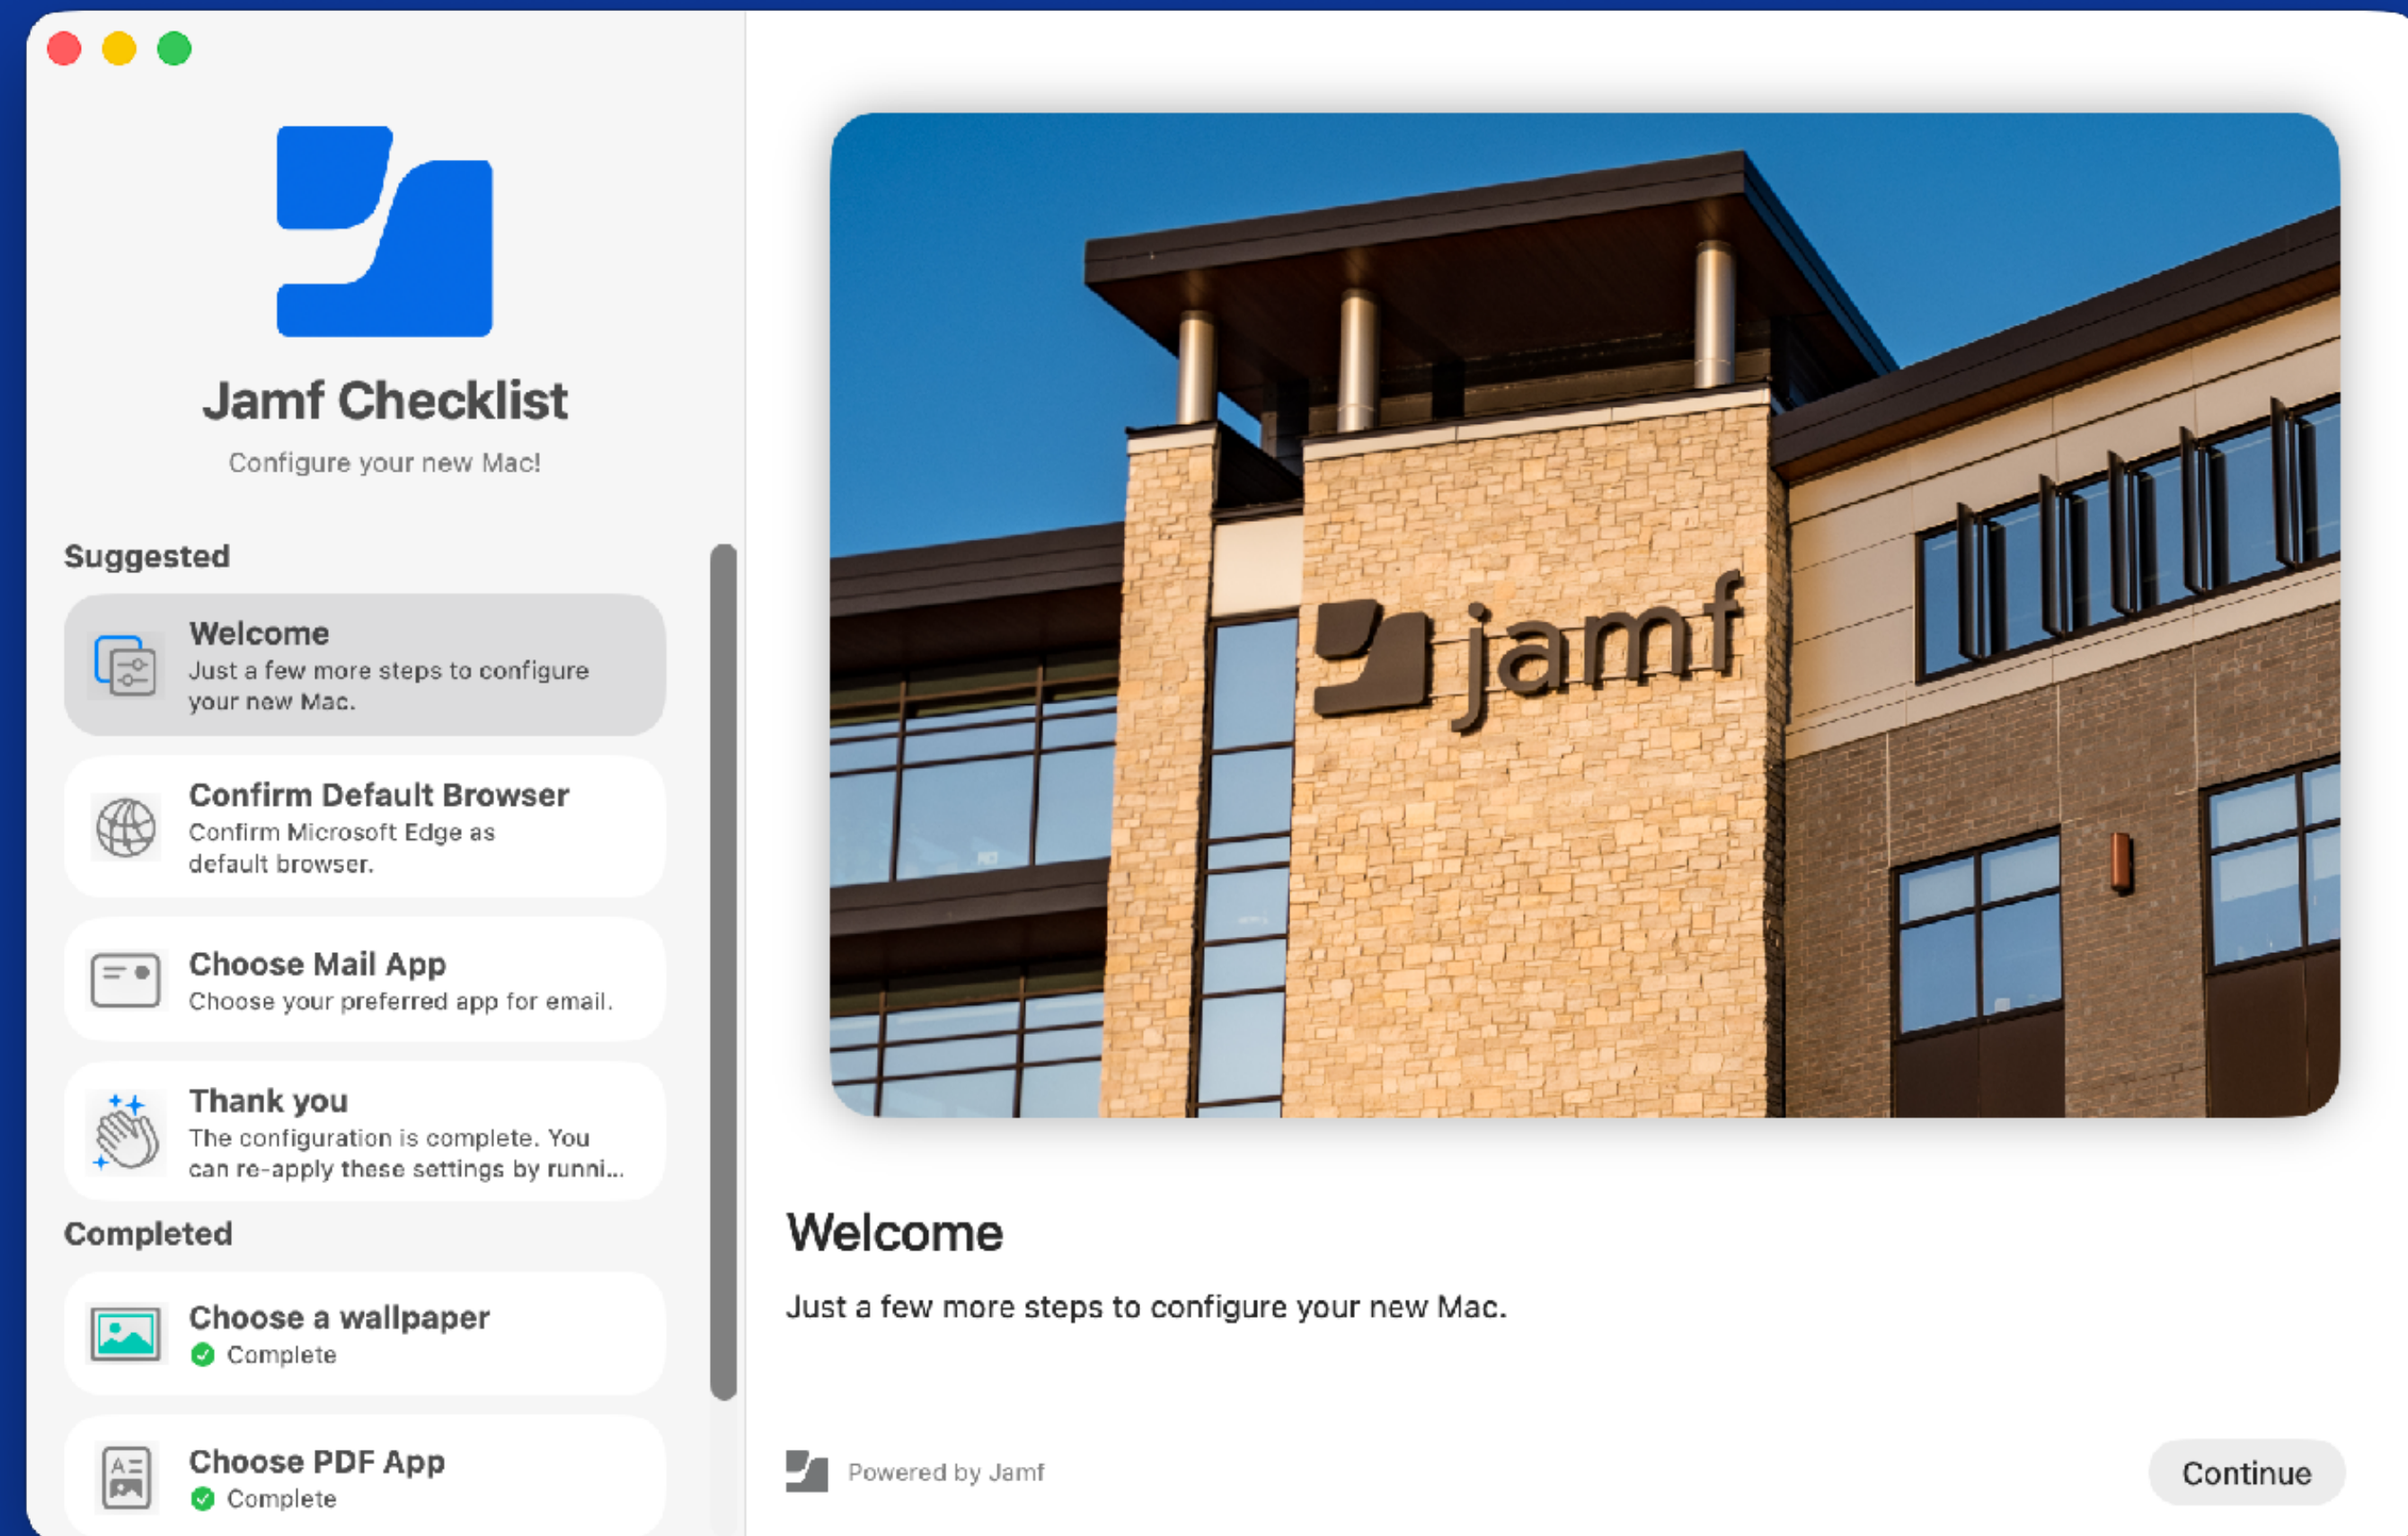 Jamf Checklist
Configure your new Mac!
Suggested
Welcome
Just a few more steps to configure
your new Mac.
Confirm Default Browser
Confirm Microsoft Edge as
default browser.
Choose Mail App
Choose your preferred app for email.
Thank you
The configuration is complete. You
can re-apply these settings by runni...
Completed
Choose a wallpaper
Complete
Choose PDF App
Complete
jamf
Welcome
Just a few more steps to configure your new Mac.
Powered by Jamf
Continue